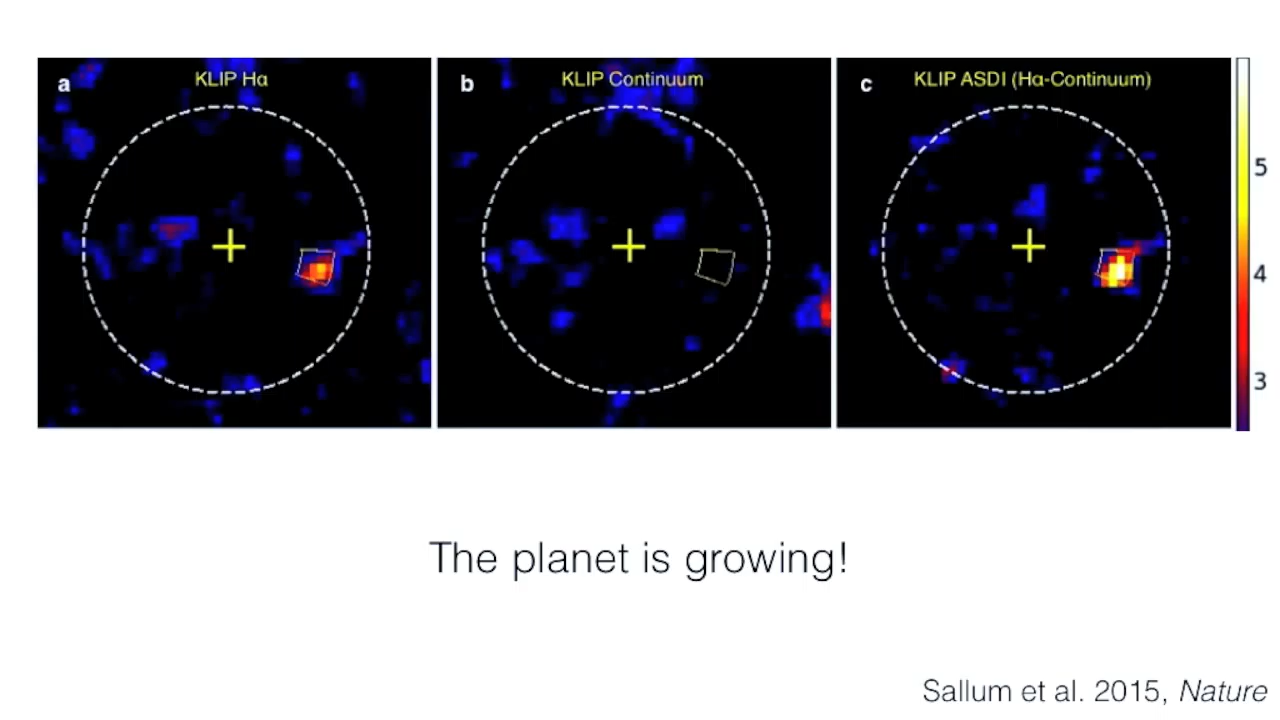 a KLIP Hα
b KLIP Continuum
c KLIP ASDI (Hα-Continuum)
5
4
3
The planet is growing!
Sallum et al. 2015, Nature